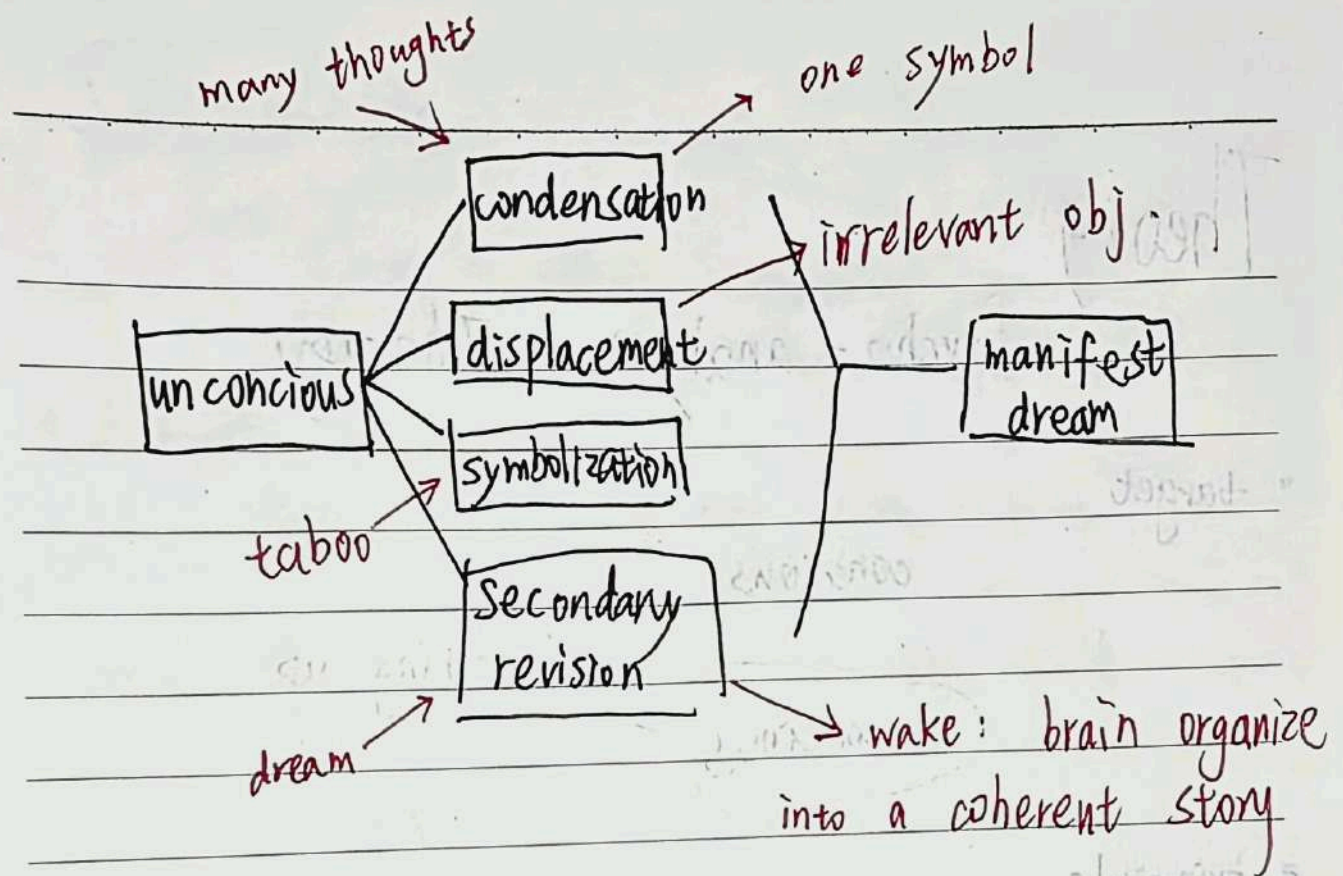 many thoughts
one symbol
condensation
irrelevant obj.
displacement
unconcious
manifest
dream
symbolization
taboo
secondary
revision
dream
wake: brain organize
into a coherent story